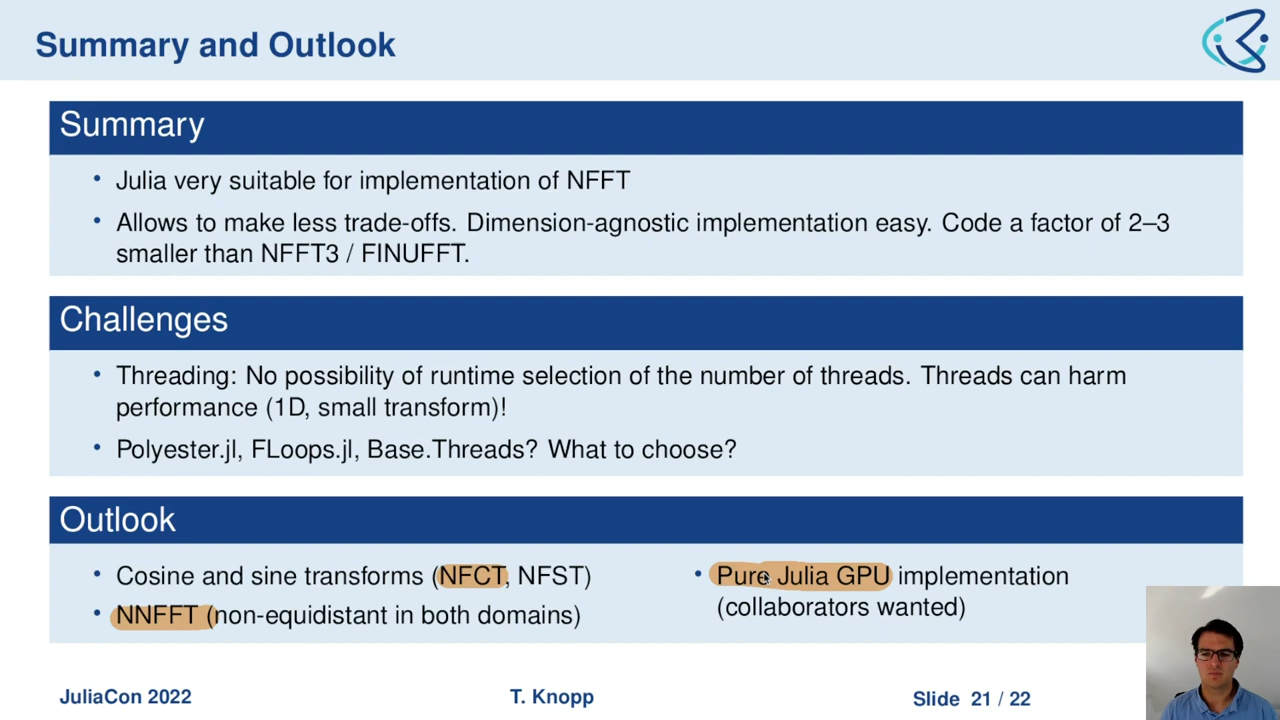 Summary and Outlook
Summary
• Julia very suitable for implementation of NFFT
• Allows to make less trade-offs. Dimension-agnostic implementation easy. Code a factor of 2–3
smaller than NFFT3 / FINUFFT.
Challenges
• Threading: No possibility of runtime selection of the number of threads. Threads can harm
performance (1D, small transform)!
• Polyester.jl, FLoops.jl, Base.Threads? What to choose?
Outlook
• Cosine and sine transforms (NFCT, NFST)
• NNFFT (non-equidistant in both domains)
• Pure Julia GPU implementation
(collaborators wanted)
JuliaCon 2022
T. Knopp
Slide 21 / 22